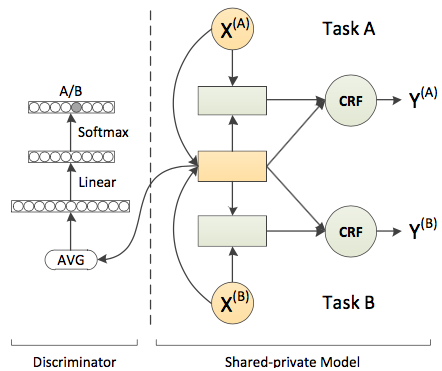 X(A)
Task A
A/B
CRF
Y(A)
Softmax
Linear
CRF
Y(B)
AVG
X(B)
Task B
Discriminator
Shared-private Model